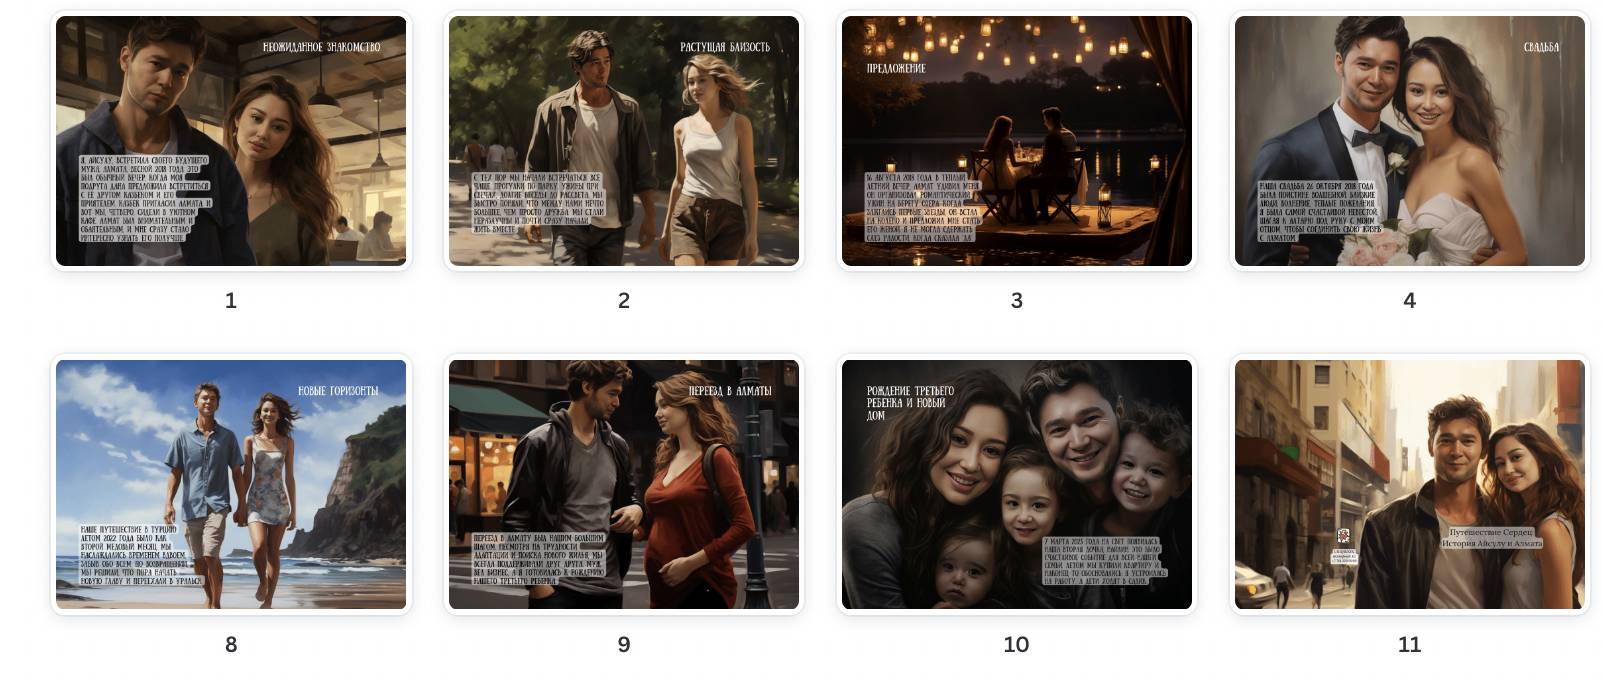 НЕОЖИДАННОЕ ЗНАКОМСТВО
Я, АЙСУЛУ, ВСТРЕТИЛА СВОЕГО БУДУЩЕГО
МУЖА АЛМАТА ВЕСНОЙ 2018 ГОДА. ЭТО
БЫЛ ОБЫЧНЫЙ ВЕЧЕР, КОГДА МОЯ
ПОДРУГА ДАНА ПРЕДЛОЖИЛА ВСТРЕТИТЬСЯ
С ЕЕ ДРУГОМ КАЗБЕКОМ И ЕГО
ПРИЯТЕЛЕМ. КАЗБЕК ПРИГЛАСИЛ АЛМАТА И
ВОТ МЫ, ЧЕТВЕРО, СИДЕЛИ В УЮТНОМ
КАФЕ. АЛМАТ БЫЛ ВНИМАТЕЛЬНЫМ И
ОБАЯТЕЛЬНЫМ, И МНЕ СРАЗУ СТАЛО
ИНТЕРЕСНО УЗНАТЬ ЕГО ПОЛУЧШЕ.
1
РАСТУЩАЯ БЛИЗОСТЬ
С ТЕХ ПОР МЫ НАЧАЛИ ВСТРЕЧАТЬСЯ ВСЕ
ЧАЩЕ. ПРОГУЛКИ ПО ПАРКУ, УЖИНЫ ПРИ
СВЕЧАХ, ДОЛГИЕ БЕСЕДЫ ДО РАССВЕТА. МЫ
БЫСТРО ПОНЯЛИ, ЧТО МЕЖДУ НАМИ НЕЧТО
БОЛЬШЕЕ, ЧЕМ ПРОСТО ДРУЖБА. МЫ СТАЛИ
НЕРАЗЛУЧНЫ И ПОЧТИ СРАЗУ НАЧАЛИ
ЖИТЬ ВМЕСТЕ.
2
ПРЕДЛОЖЕНИЕ
16 АВГУСТА 2018 ГОДА, В ТЕПЛЫЙ
ЛЕТНИЙ ВЕЧЕР, АЛМАТ УДИВИЛ МЕНЯ.
ОН ОРГАНИЗОВАЛ РОМАНТИЧЕСКИЙ
УЖИН НА БЕРЕГУ ОЗЕРА. КОГДА
ЗАЖГЛИСЬ ПЕРВЫЕ ЗВЕЗДЫ, ОН ВСТАЛ
НА КОЛЕНО И ПРЕДЛОЖИЛ МНЕ СТАТЬ
ЕГО ЖЕНОЙ. Я НЕ МОГЛА СДЕРЖАТЬ
СЛЕЗ РАДОСТИ, КОГДА СКАЗАЛА "ДА".
3
СВАДЬБА
НАША СВАДЬБА 26 ОКТЯБРЯ 2018 ГОДА
БЫЛА ПОИСТИНЕ ВОЛШЕБНОЙ. БЛИЗКИЕ
ЛЮДИ, ВОЛНЕНИЕ, ТЕПЛЫЕ ПОЖЕЛАНИЯ.
Я БЫЛА САМОЙ СЧАСТЛИВОЙ НЕВЕСТОЙ,
ШАГАЯ К АЛТАРЮ ПОД РУКУ С МОИМ
ОТЦОМ, ЧТОБЫ СОЕДИНИТЬ СВОЮ ЖИЗНЬ
С АЛМАТОМ.
4
НОВЫЕ ГОРИЗОНТЫ
НАШЕ ПУТЕШЕСТВИЕ В ТУРЦИЮ
ЛЕТОМ 2022 ГОДА БЫЛО КАК
ВТОРОЙ МЕДОВЫЙ МЕСЯЦ. МЫ
НАСЛАЖДАЛИСЬ ВРЕМЕНЕМ ВДВОЕМ,
ЗАБЫВ ОБО ВСЕМ. ПО ВОЗВРАЩЕНИИ,
МЫ РЕШИЛИ, ЧТО ПОРА НАЧАТЬ
НОВУЮ ГЛАВУ И ПЕРЕЕХАЛИ В УРАЛЬСК.
8
ПЕРЕЕЗД В АЛМАТЫ
ПЕРЕЕЗД В АЛМАТЫ БЫЛ НАШИМ БОЛЬШИМ
ШАГОМ. НЕСМОТРЯ НА ТРУДНОСТИ
АДАПТАЦИИ И ПОИСКА НОВОГО ЖИЛЬЯ, МЫ
ВСЕГДА ПОДДЕРЖИВАЛИ ДРУГ ДРУГА. МУЖ
ВЕЛ БИЗНЕС, А Я ГОТОВИЛАСЬ К РОЖДЕНИЮ
НАШЕГО ТРЕТЬЕГО РЕБЕНКА.
9
РОЖДЕНИЕ ТРЕТЬЕГО
РЕБЕНКА И НОВЫЙ
ДОМ
7 МАРТА 2023 ГОДА НА СВЕТ ПОЯВИЛАСЬ
НАША ВТОРАЯ ДОЧКА, ЭТО БЫЛО
СЧАСТЛИВОЕ СОБЫТИЕ ДЛЯ ВСЕЙ НАШЕЙ
СЕМЬИ. ЛЕТОМ МЫ КУПИЛИ КВАРТИРУ И
НАКОНЕЦ-ТО ОБОСНОВАЛИСЬ. Я УСТРОИЛАСЬ
НА РАБОТУ, А ДЕТИ ХОДЯТ В САДИК.
10
Путешествие Сердец:
История Айсулу и Алмата
11